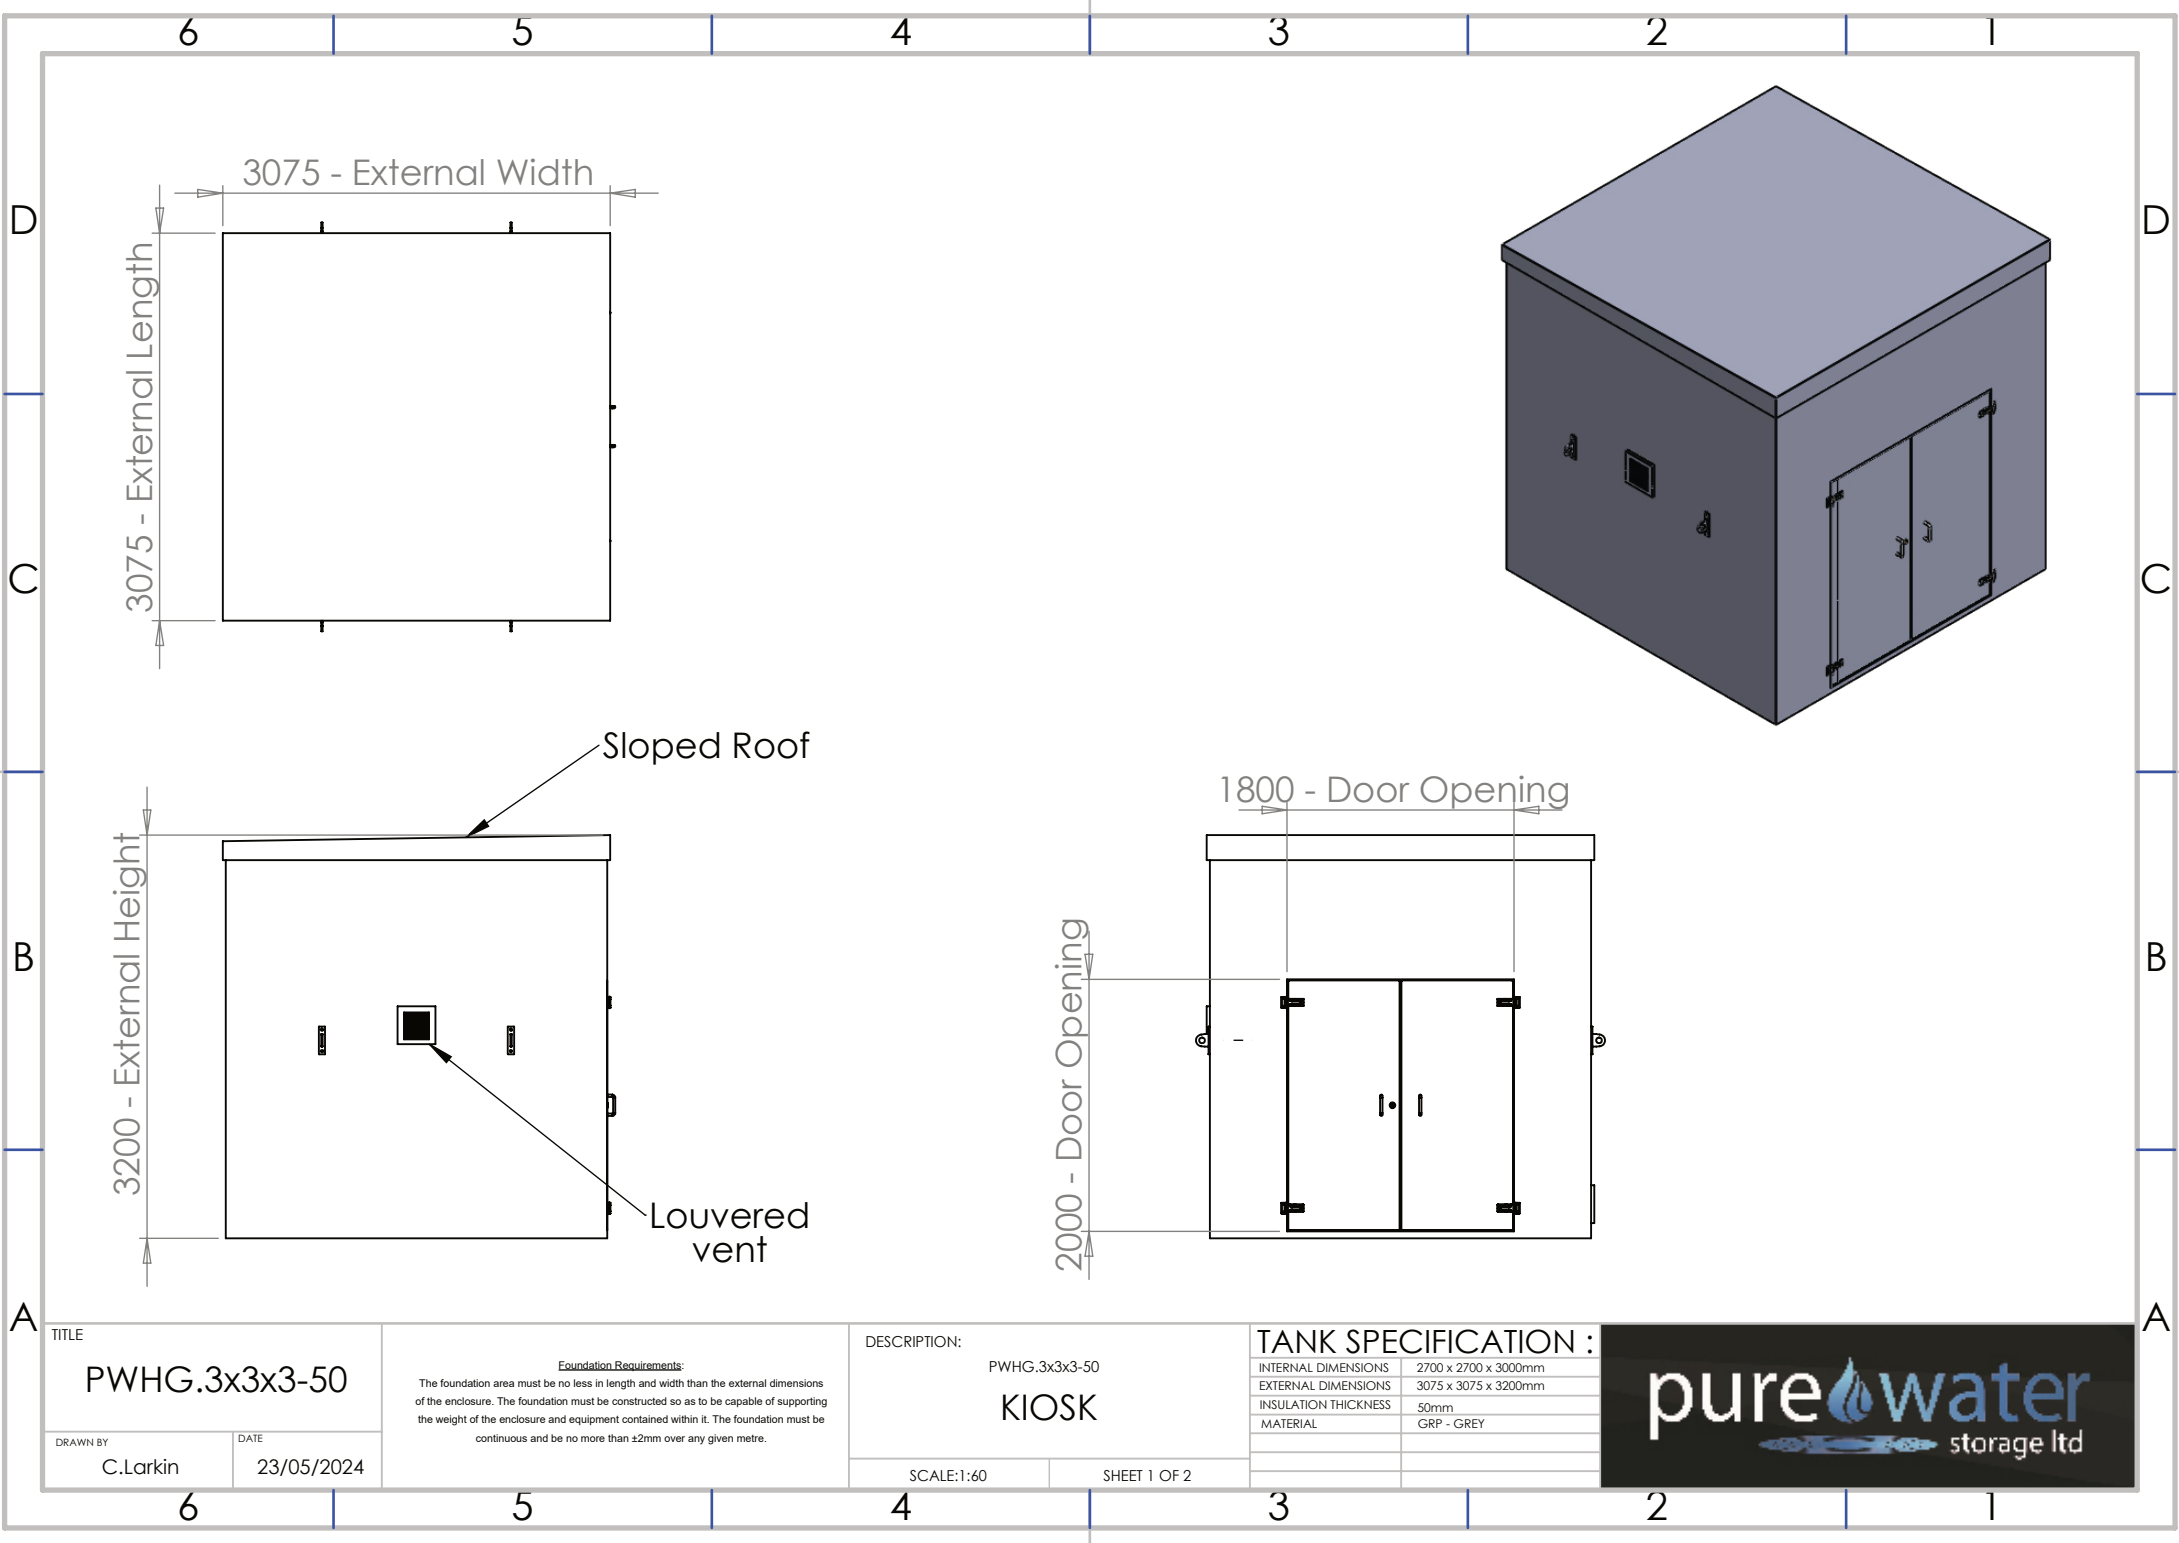 6 5 4 3 2 1
D D
C C
B B
A A
3075 - External Width
3075 - External Length
Sloped Roof
3200 - External Height
Louvered
vent
1800 - Door Opening
2000 - Door Opening
TITLE
PWHG.3x3x3-50
DRAWN BY
C.Larkin
DATE
23/05/2024
Foundation Requirements:
The foundation area must be no less in length and width than the external dimensions
of the enclosure. The foundation must be constructed so as to be capable of supporting
the weight of the enclosure and equipment contained within it. The foundation must be
continuous and be no more than ±2mm over any given metre.
DESCRIPTION:
PWHG.3x3x3-50
KIOSK
SCALE:1:60
SHEET 1 OF 2
TANK SPECIFICATION :
INTERNAL DIMENSIONS 2700 x 2700 x 3000mm
EXTERNAL DIMENSIONS 3075 x 3075 x 3200mm
INSULATION THICKNESS 50mm
MATERIAL GRP - GREY
pure water
storage ltd
6 5 4 3 2 1